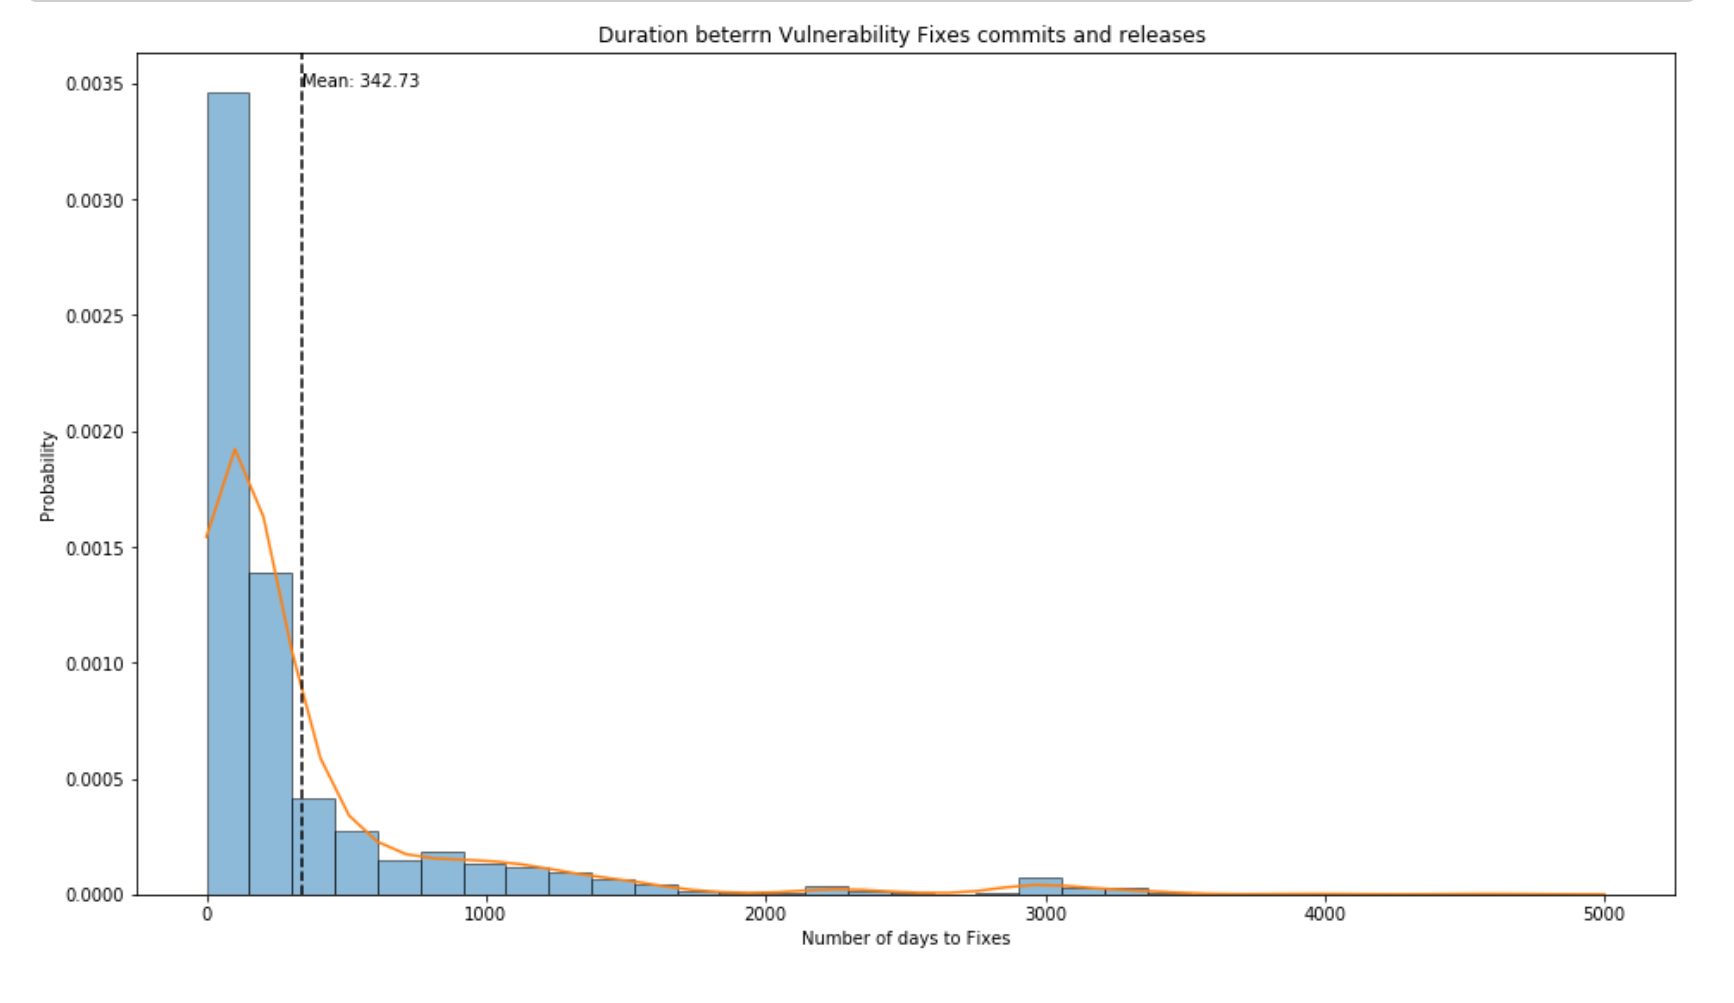 Duration beterrn Vulnerability Fixes commits and releases
Mean: 342.73
0.0035
0.0030
0.0025
0.0020
0.0015
0.0010
0.0005
0.0000
Probability
0 1000 2000 3000 4000 5000
Number of days to Fixes